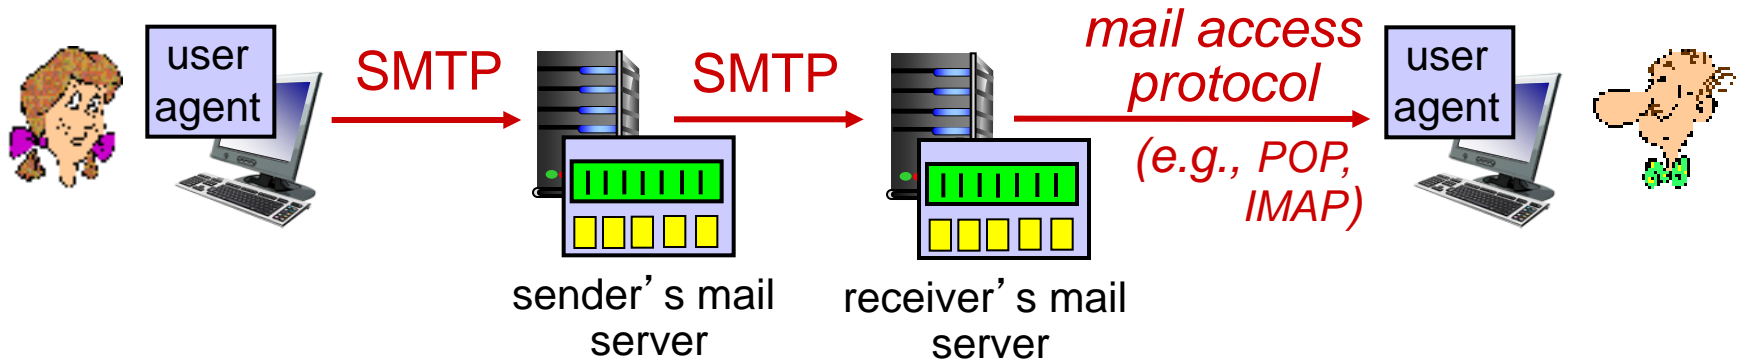 user
agent
SMTP
sender’s mail
server
SMTP
receiver’s mail
server
mail access
protocol
(e.g., POP,
IMAP)
user
agent